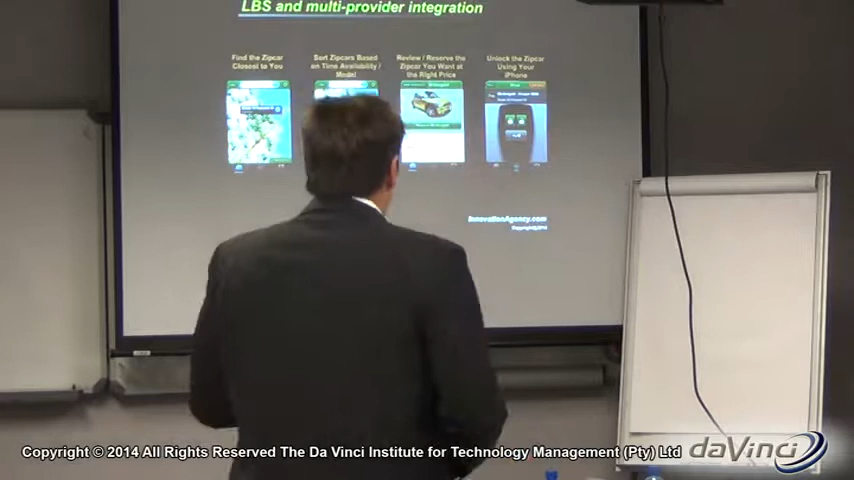 LBS and multi-provider integration
Find the Zipcar
Closest to You
Sort Zipcars Based
on Time Availability /
Model
Review / Reserve the
Zipcar You Want at
the Right Price
Unlock the Zipcar
Using Your
iPhone
InnovationAgency.com
Copyright © 2014 All Rights Reserved The Da Vinci Institute for Technology Management (Pty) Ltd
daVinci